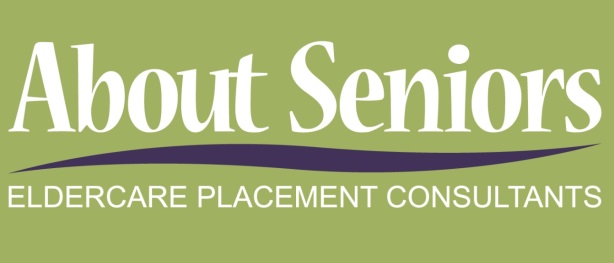 About Seniors
ELDERCARE PLACEMENT CONSULTANTS